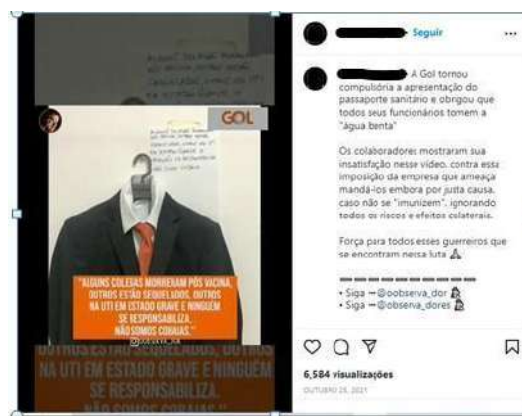 GOL
"ALGUNS COLEGAS MORRERAM PÓS VACINA,
OUTROS ESTÃO SEQUELADOS, OUTROS
NA UTI EM ESTADO GRAVE E NINGUÉM
SE RESPONSABILIZA.
NÃO SOMOS COBAIAS."
OUTROS ESTÃO SEQUELADOS, OUTROS
NA UTI EM ESTADO GRAVE E NINGUÉM
SE RESPONSABILIZA.
NÃO SOMOS COBAIAS."
Seguir
A Gol tornou
compulsória a apresentação do
passaporte sanitário e obrigou que
todos seus funcionários tomem a
"água benta"
Os colaboradores mostraram sua
insatisfação nesse vídeo, contra essa
imposição da empresa que ameaça
mandá-los embora por justa causa,
caso não se "imunizem", ignorando
todos os riscos e efeitos colaterais.
Força para todos esses guerreiros que
se encontram nessa luta
• Siga @oobserva_dor
• Siga @observa_dores
6,584 visualizações
OUTUBRO 25, 2021